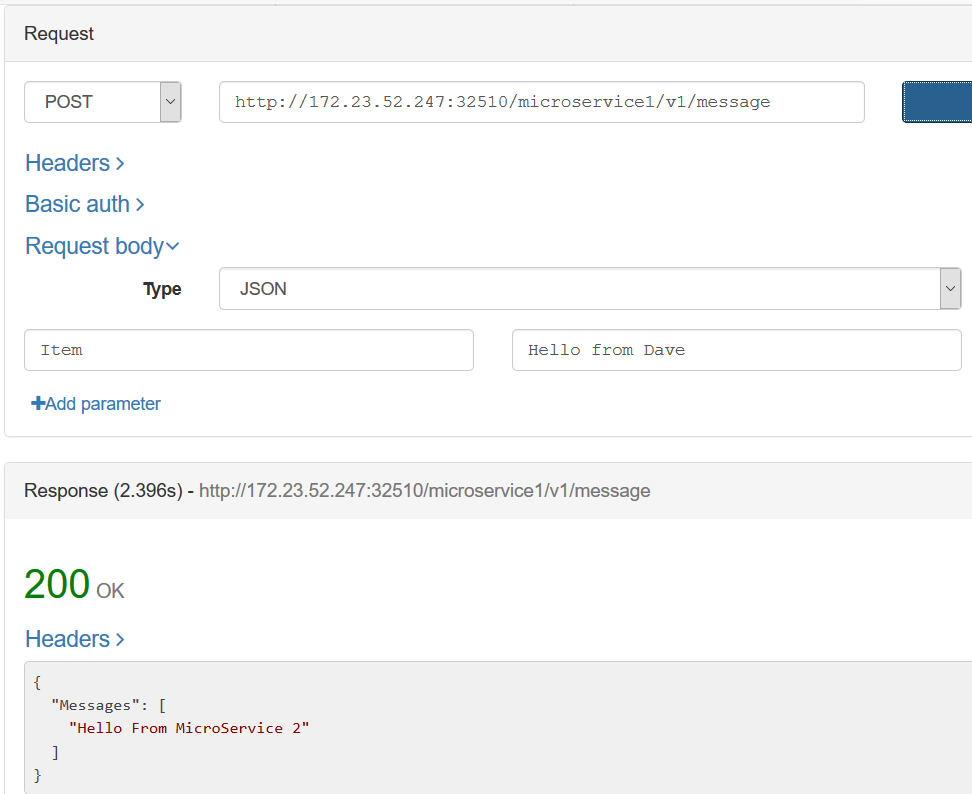 Request
POST http://172.23.52.247:32510/microservice1/v1/message
Headers
Basic auth
Request body
Type JSON
Item Hello from Dave
Add parameter
Response (2.396s) - http://172.23.52.247:32510/microservice1/v1/message
200 OK
Headers
{
"Messages": [
"Hello From MicroService 2"
]
}